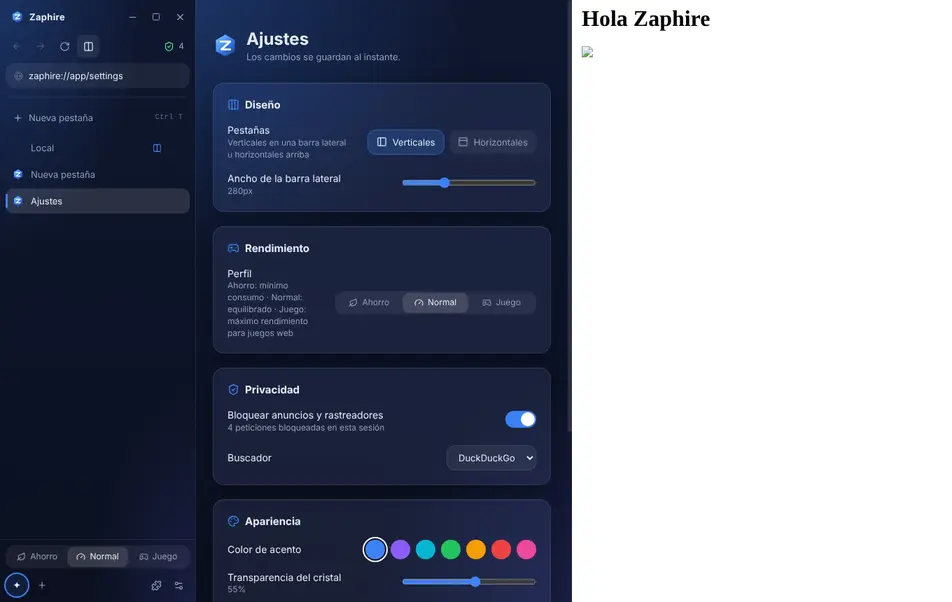 Zaphire
4
zaphire://app/settings
Nueva pestaña
Ctrl T
Local
Nueva pestaña
Ajustes
Ahorro
Normal
Juego
Ajustes
Los cambios se guardan al instante.
Diseño
Pestañas
Verticales en una barra lateral
u horizontales arriba
Verticales
Horizontales
Ancho de la barra lateral
280px
Rendimiento
Perfil
Ahorro: mínimo
consumo · Normal:
equilibrado · Juego:
máximo rendimiento
para juegos web
Ahorro
Normal
Juego
Privacidad
Bloquear anuncios y rastreadores
4 peticiones bloqueadas en esta sesión
Buscador
DuckDuckGo
Apariencia
Color de acento
Transparencia del cristal
55%
Hola Zaphire